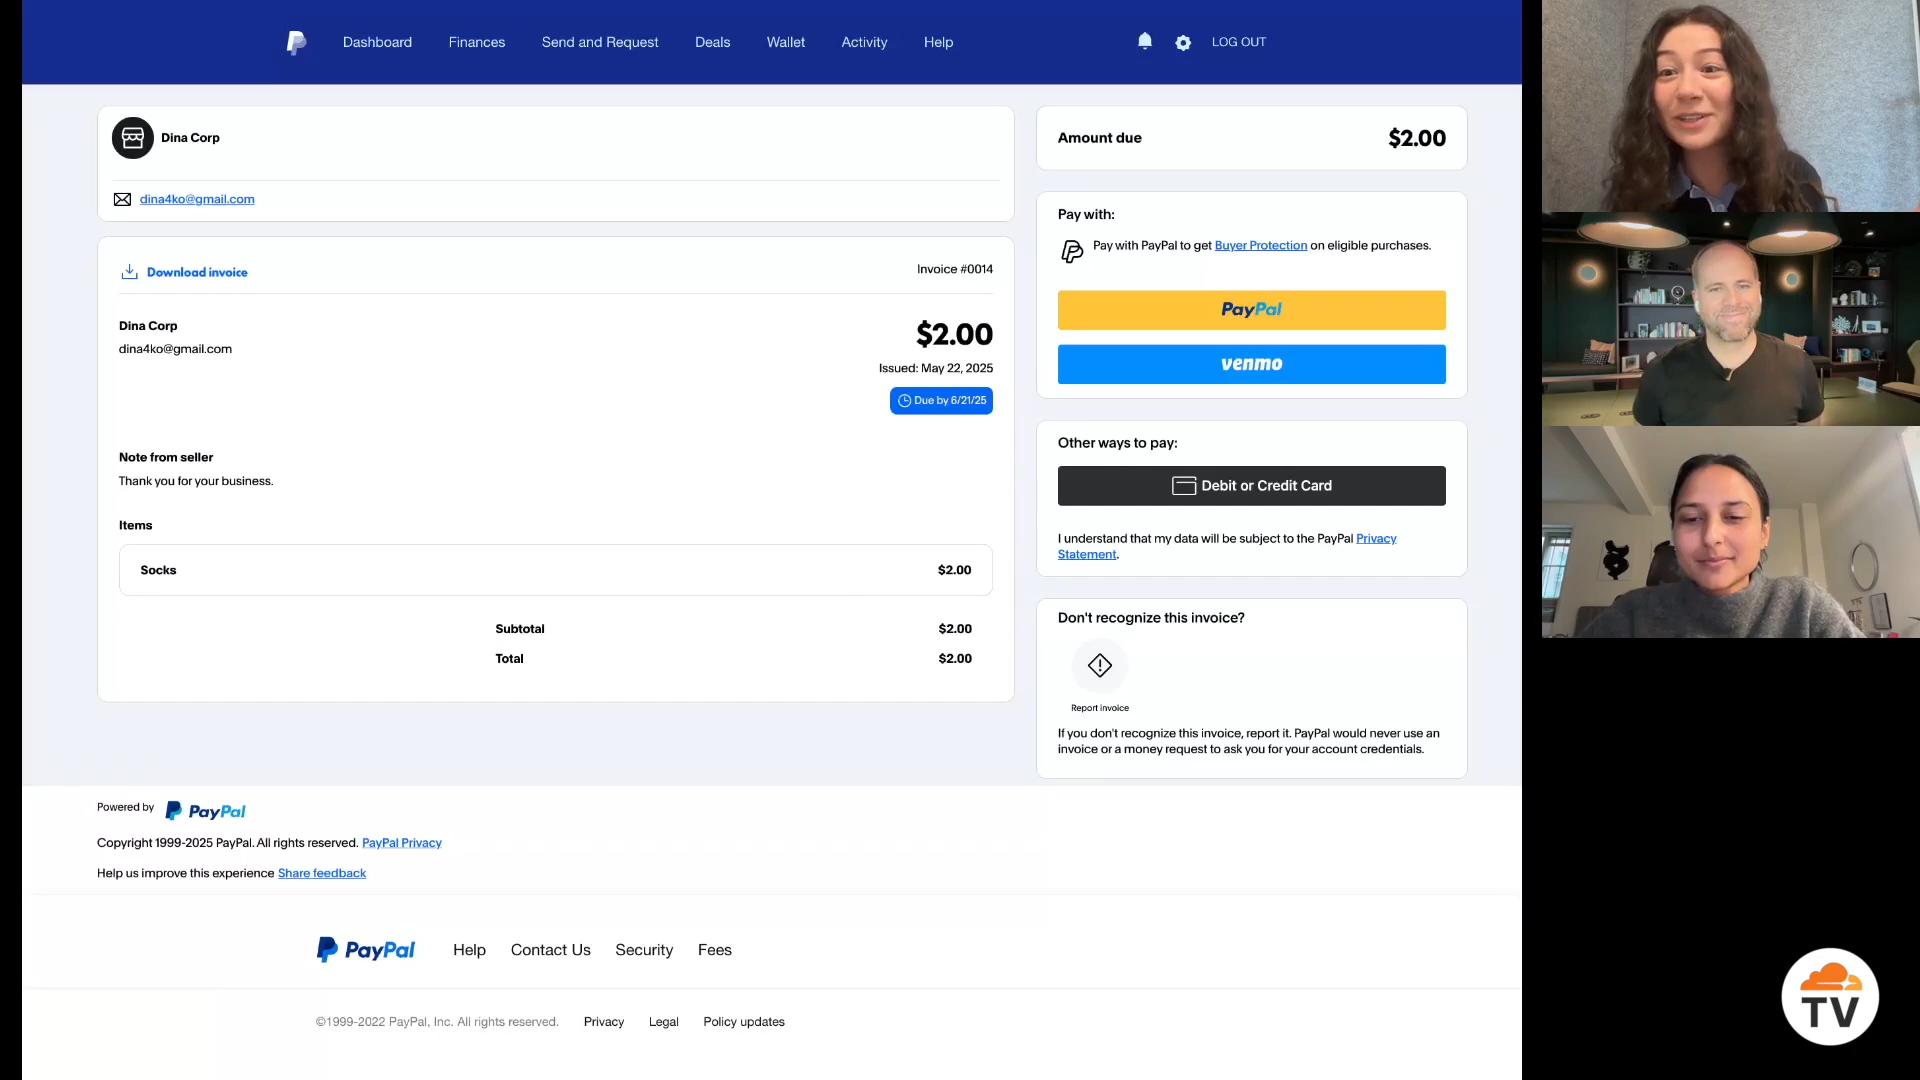 Dashboard Finances Send and Request Deals Wallet Activity Help LOG OUT
Dina Corp
dina4ko@gmail.com
Download invoice
Invoice #0014
Dina Corp
dina4ko@gmail.com
$2.00
Issued: May 22, 2025
Due by 6/21/25
Note from seller
Thank you for your business.
Items
Socks $2.00
Subtotal $2.00
Total $2.00
Amount due $2.00
Pay with:
Pay with PayPal to get Buyer Protection on eligible purchases.
PayPal
venmo
Other ways to pay:
Debit or Credit Card
I understand that my data will be subject to the PayPal Privacy
Statement.
Don't recognize this invoice?
Report invoice
If you don't recognize this invoice, report it. PayPal would never use an
invoice or a money request to ask you for your account credentials.
Powered by PayPal
Copyright 1999-2025 PayPal. All rights reserved. PayPal Privacy
Help us improve this experience Share feedback
PayPal Help Contact Us Security Fees
©1999-2022 PayPal, Inc. All rights reserved. Privacy Legal Policy updates
TV